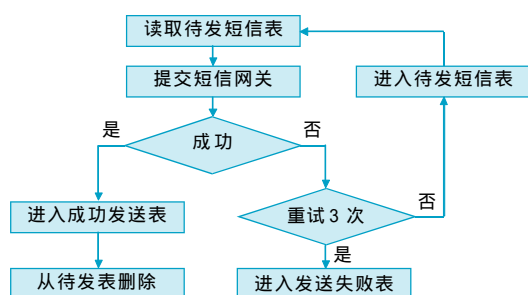 读取待发短信表
提交短信网关
进入待发短信表
是
成功
否
进入成功发送表
重试3次
否
是
从待发表删除
进入发送失败表